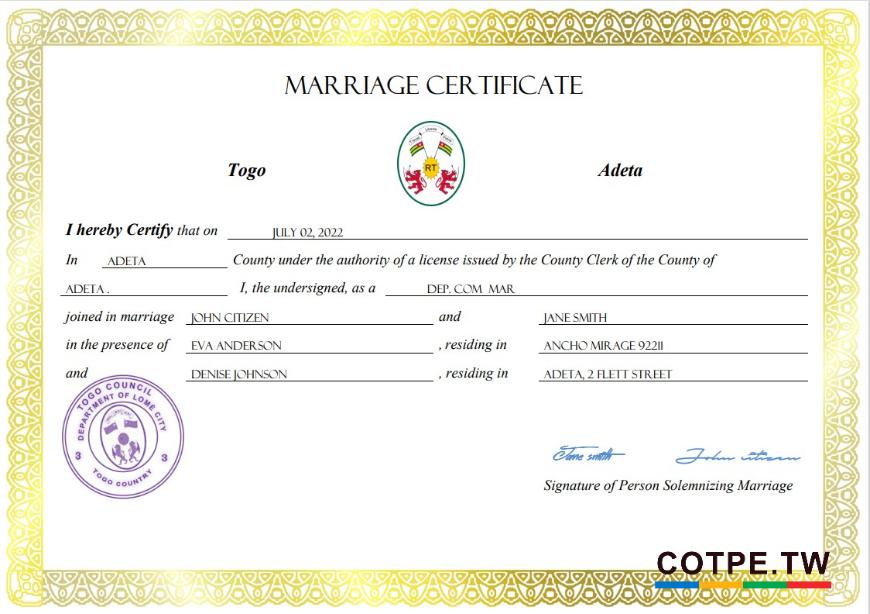 MARRIAGE CERTIFICATE
Togo
RT
Adeta
I hereby Certify that on JULY 02, 2022
In ADETA County under the authority of a license issued by the County Clerk of the County of
ADETA . I, the undersigned, as a DEP. COM MAR
joined in marriage JOHN CITIZEN and JANE SMITH
in the presence of EVA ANDERSON , residing in ANCHO MIRAGE 92211
and DENISE JOHNSON , residing in ADETA, 2 FLETT STREET
TOGO COUNCIL
DEPARTMENT OF LOMÉ CITY
3 3
TOGO COUNTRY
Jane smith John citizen
Signature of Person Solemnizing Marriage
COTPE.TW